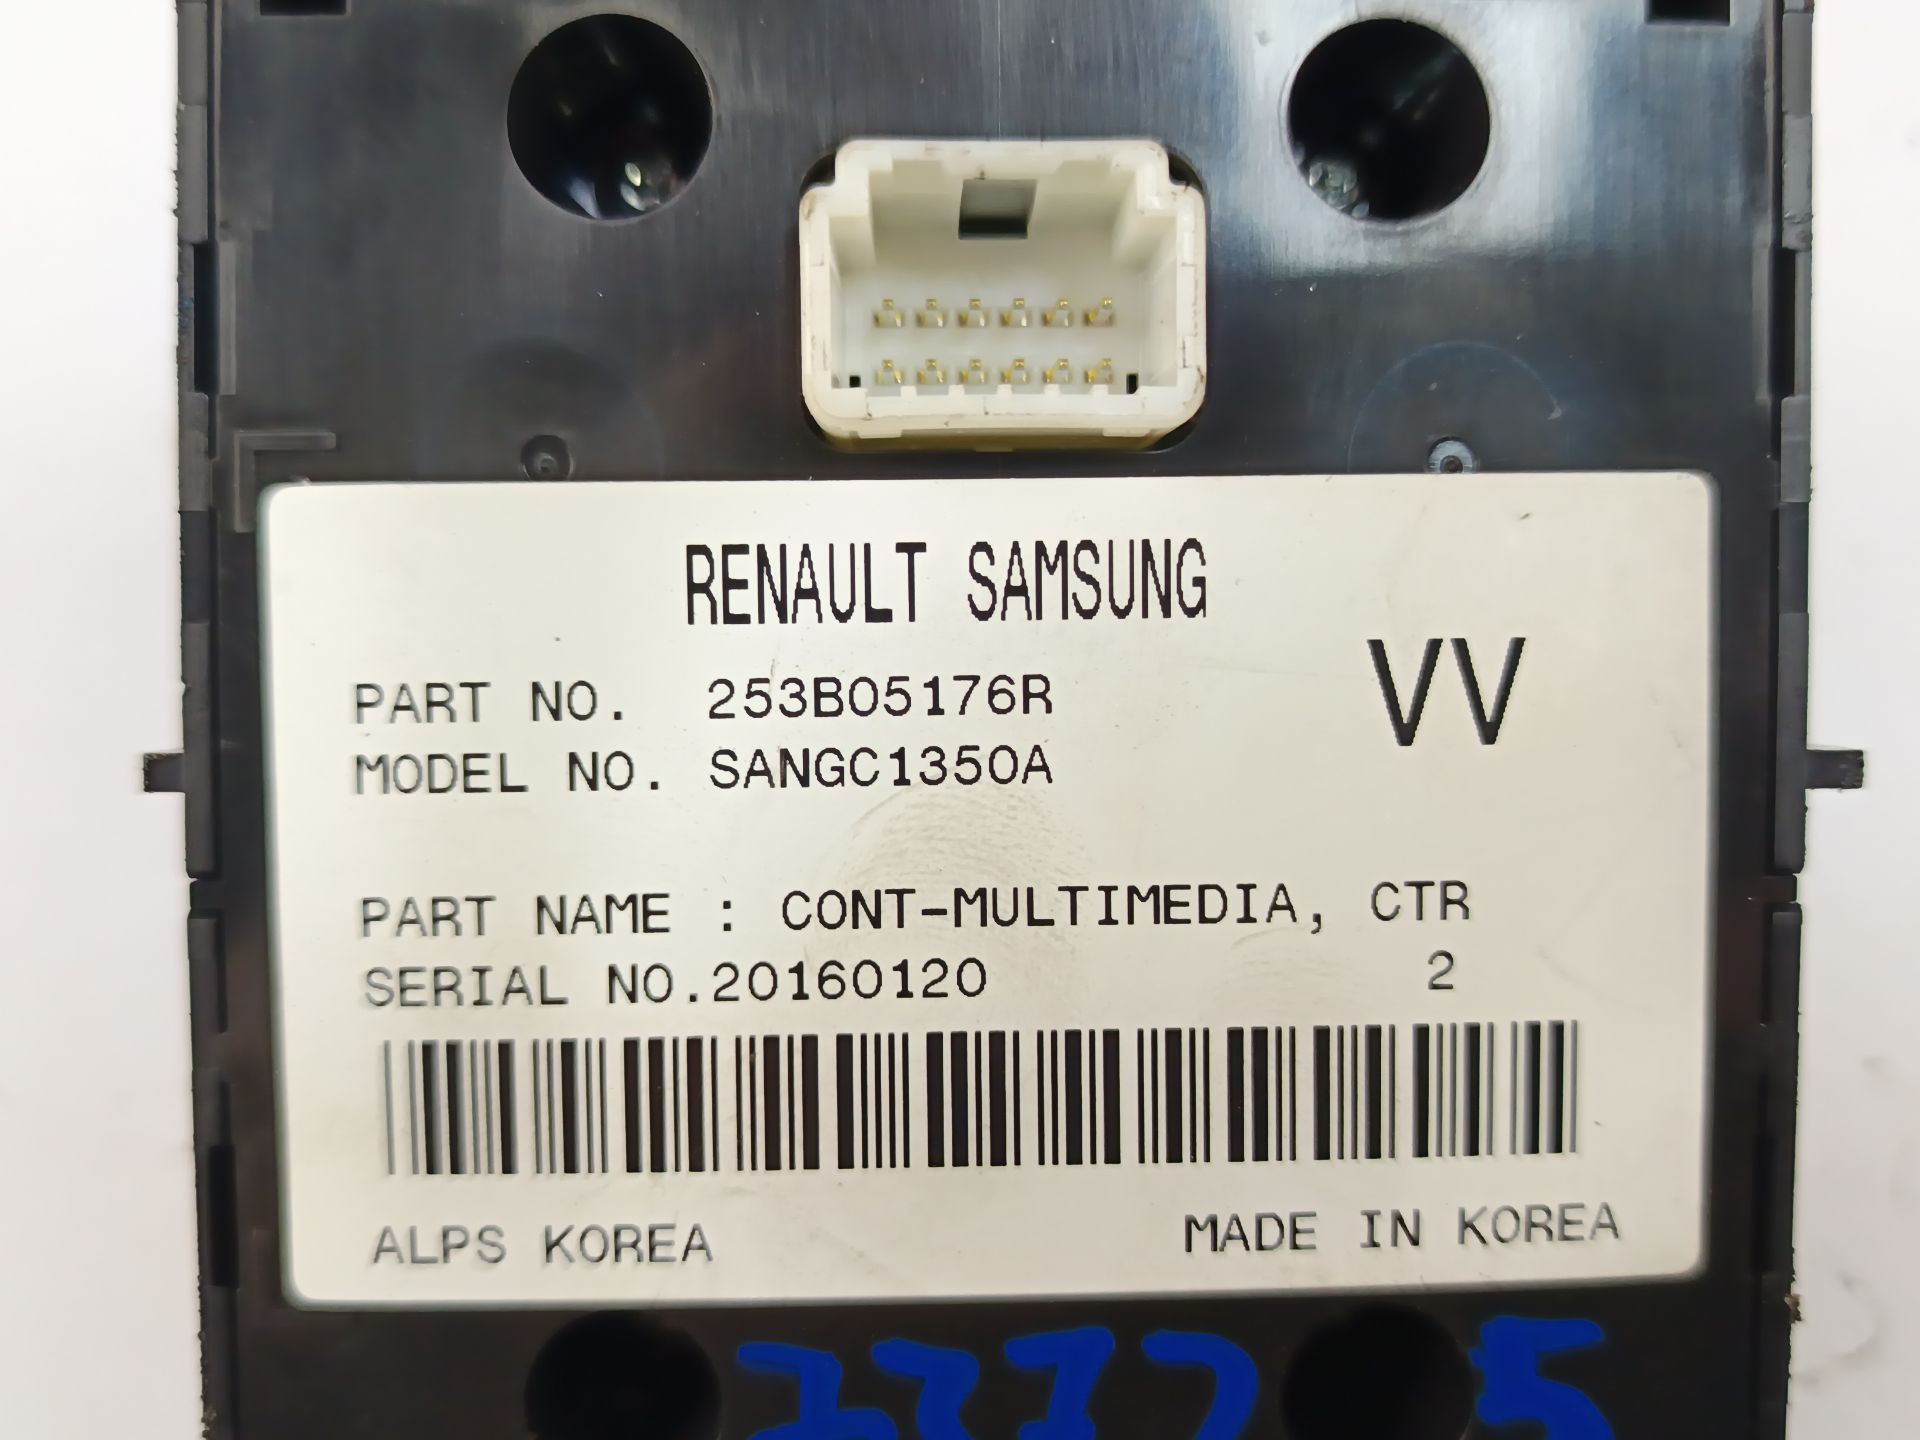 RENAULT SAMSUNG
VV
PART NO. 253B05176R
MODEL NO. SANGC1350A
PART NAME : CONT-MULTIMEDIA, CTR
SERIAL NO.20160120 2
ALPS KOREA MADE IN KOREA